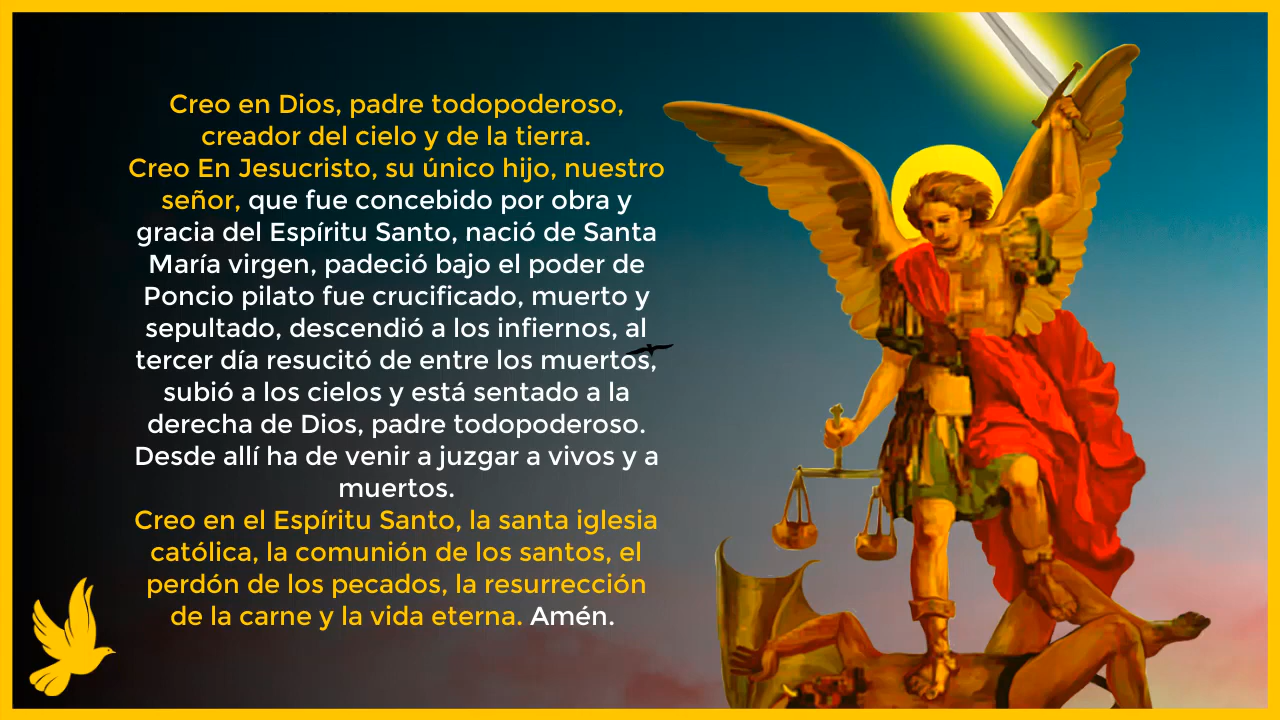 Creo en Dios, padre todopoderoso,
creador del cielo y de la tierra.
Creo En Jesucristo, su único hijo, nuestro
señor, que fue concebido por obra y
gracia del Espíritu Santo, nació de Santa
María virgen, padeció bajo el poder de
Poncio pilato fue crucificado, muerto y
sepultado, descendió a los infiernos, al
tercer día resucitó de entre los muertos,
subió a los cielos y está sentado a la
derecha de Dios, padre todopoderoso.
Desde allí ha de venir a juzgar a vivos y a
muertos.
Creo en el Espíritu Santo, la santa iglesia
católica, la comunión de los santos, el
perdón de los pecados, la resurrección
de la carne y la vida eterna. Amén.